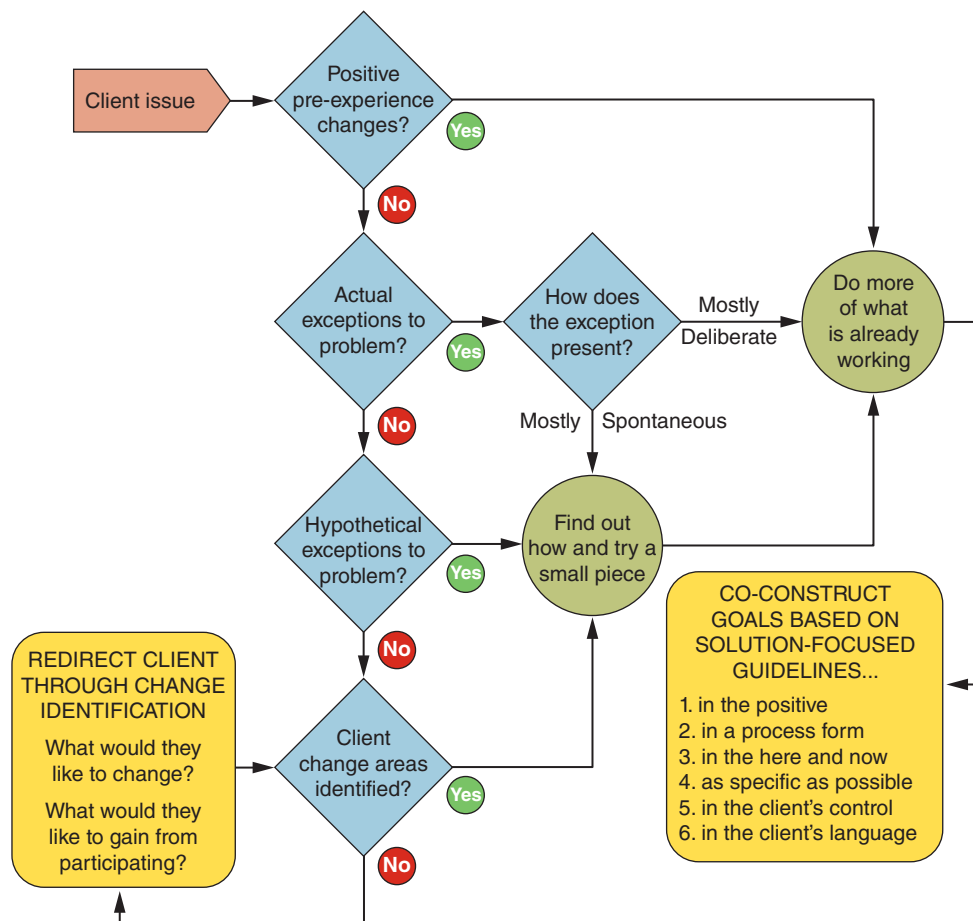 Client issue
Positive
pre-experience
changes?
Yes
No
Actual
exceptions to
problem?
Yes
No
How does
the exception
present?
Mostly
Deliberate
Mostly Spontaneous
Do more
of what
is already
working
Hypothetical
exceptions to
problem?
Yes
No
Find out
how and try a
small piece
Client
change areas
identified?
Yes
No
REDIRECT CLIENT
THROUGH CHANGE
IDENTIFICATION
What would they
like to change?
What would they
like to gain from
participating?
CO-CONSTRUCT
GOALS BASED ON
SOLUTION-FOCUSED
GUIDELINES...
1. in the positive
2. in a process form
3. in the here and now
4. as specific as possible
5. in the client's control
6. in the client's language